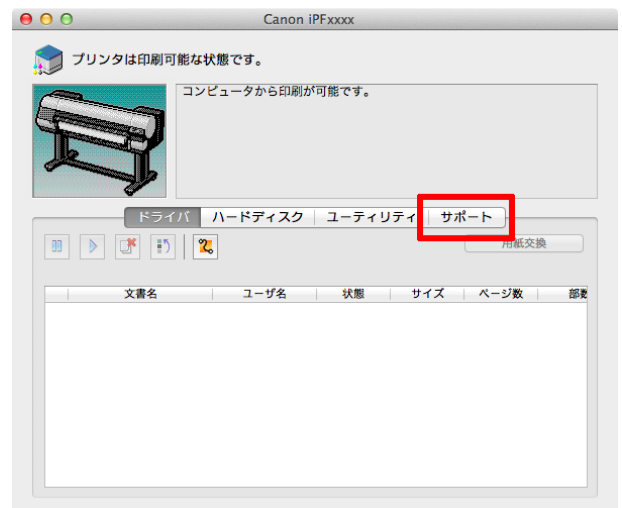 Canon iPFxxxx
プリンタは印刷可能な状態です。
コンピュータから印刷が可能です。
ドライバ ハードディスク ユーティリティ サポート
用紙交換
文書名 ユーザ名 状態 サイズ ページ数 部数